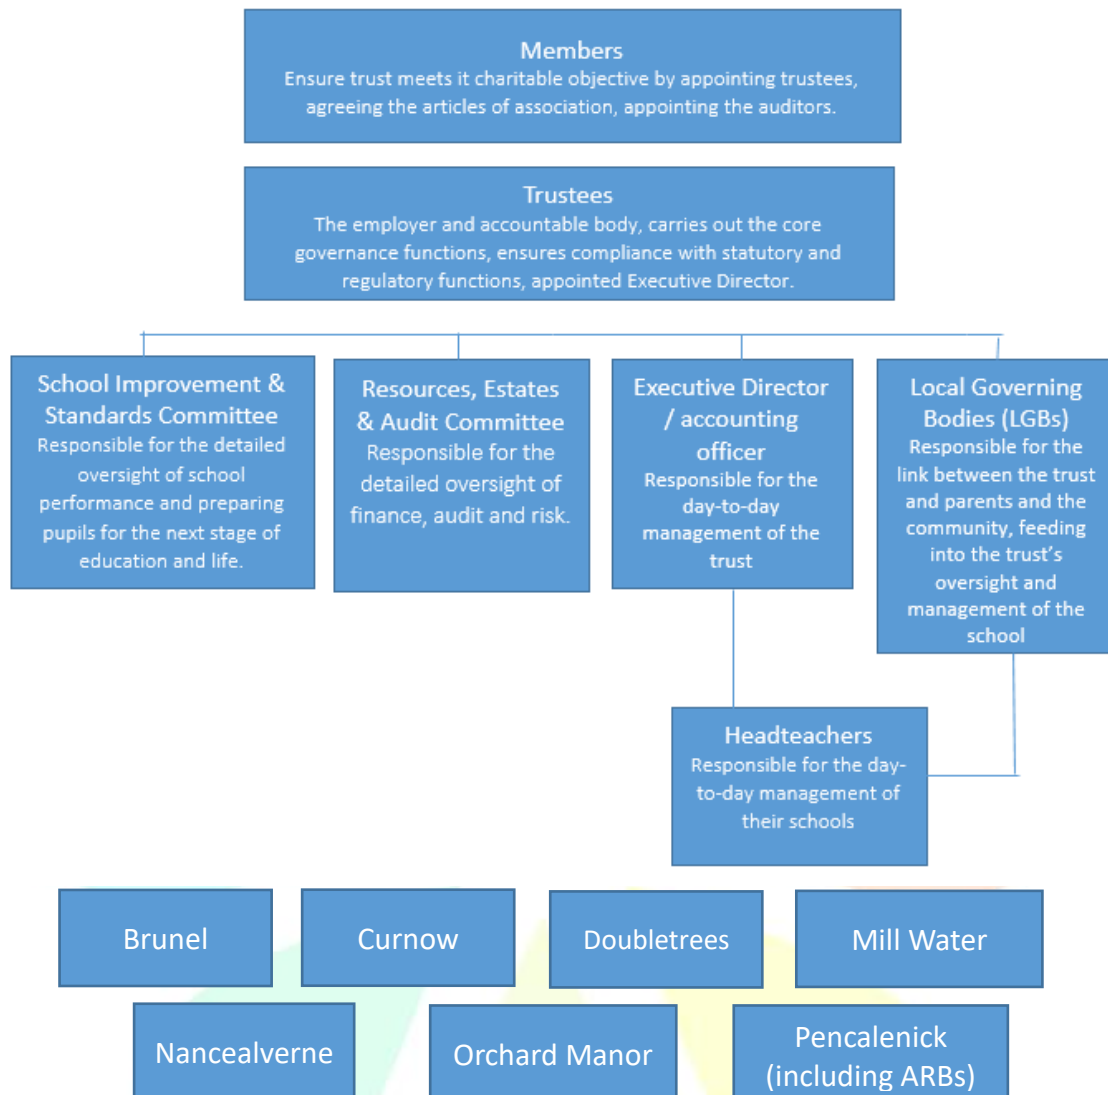 Members
Ensure trust meets it charitable objective by appointing trustees,
agreeing the articles of association, appointing the auditors.
Trustees
The employer and accountable body, carries out the core
governance functions, ensures compliance with statutory and
regulatory functions, appointed Executive Director.
School Improvement &
Standards Committee
Responsible for the detailed
oversight of school
performance and preparing
pupils for the next stage of
education and life.
Resources, Estates
& Audit Committee
Responsible for the
detailed oversight of
finance, audit and risk.
Executive Director
/ accounting
officer
Responsible for the
day-to-day
management of the
trust
Local Governing
Bodies (LGBs)
Responsible for the
link between the trust
and parents and the
community, feeding
into the trust's
oversight and
management of the
school
Headteachers
Responsible for the day-
to-day management of
their schools
Brunel
Curnow
Doubletrees
Mill Water
Nancealverne
Orchard Manor
Pencalenick
(including ARBs)